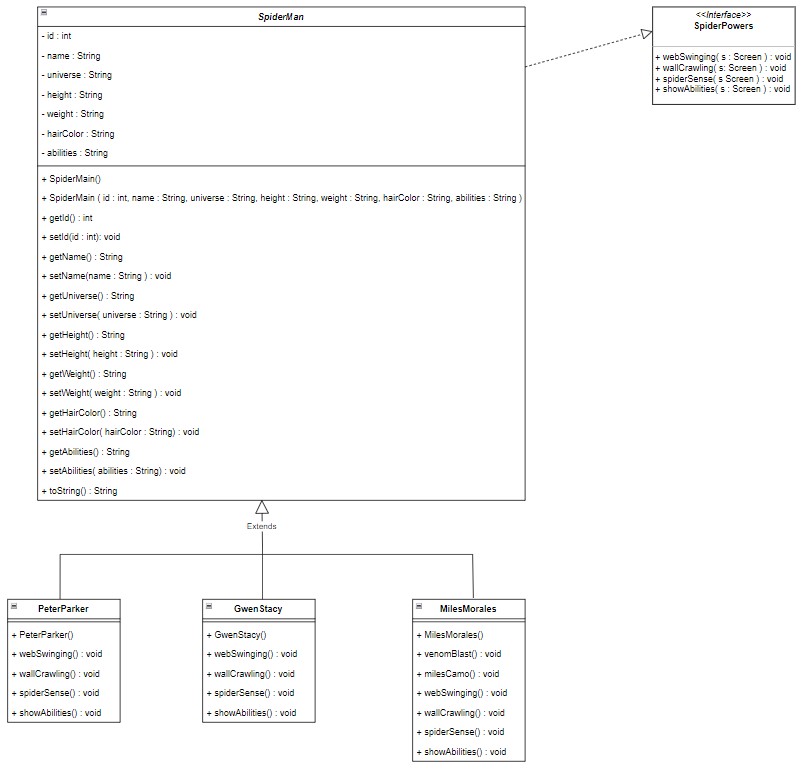 SpiderMan
- id : int
- name : String
- universe : String
- height : String
- weight : String
- hairColor : String
- abilities : String
+ SpiderMain()
+ SpiderMain ( id : int, name : String, universe : String, height : String, weight : String, hairColor : String, abilities : String )
+ getId() : int
+ setId(id : int): void
+ getName() : String
+ setName(name : String ) : void
+ getUniverse() : String
+ setUniverse( universe : String ) : void
+ getHeight() : String
+ setHeight( height : String ) : void
+ getWeight() : String
+ setWeight( weight : String ) : void
+ getHairColor() : String
+ setHairColor( hairColor : String) : void
+ getAbilities() : String
+ setAbilities( abilities : String) : void
+ toString() : String
<<Interface>>
SpiderPowers
+ webSwinging( s : Screen ) : void
+ wallCrawling( s: Screen ) : void
+ spiderSense( s Screen ) : void
+ showAbilities( s : Screen ) : void
Extends
PeterParker
+ PeterParker()
+ webSwinging() : void
+ wallCrawling() : void
+ spiderSense() : void
+ showAbilities() : void
GwenStacy
+ GwenStacy()
+ webSwinging() : void
+ wallCrawling() : void
+ spiderSense() : void
+ showAbilities() : void
MilesMorales
+ MilesMorales()
+ venomBlast() : void
+ milesCamo() : void
+ webSwinging() : void
+ wallCrawling() : void
+ spiderSense() : void
+ showAbilities() : void